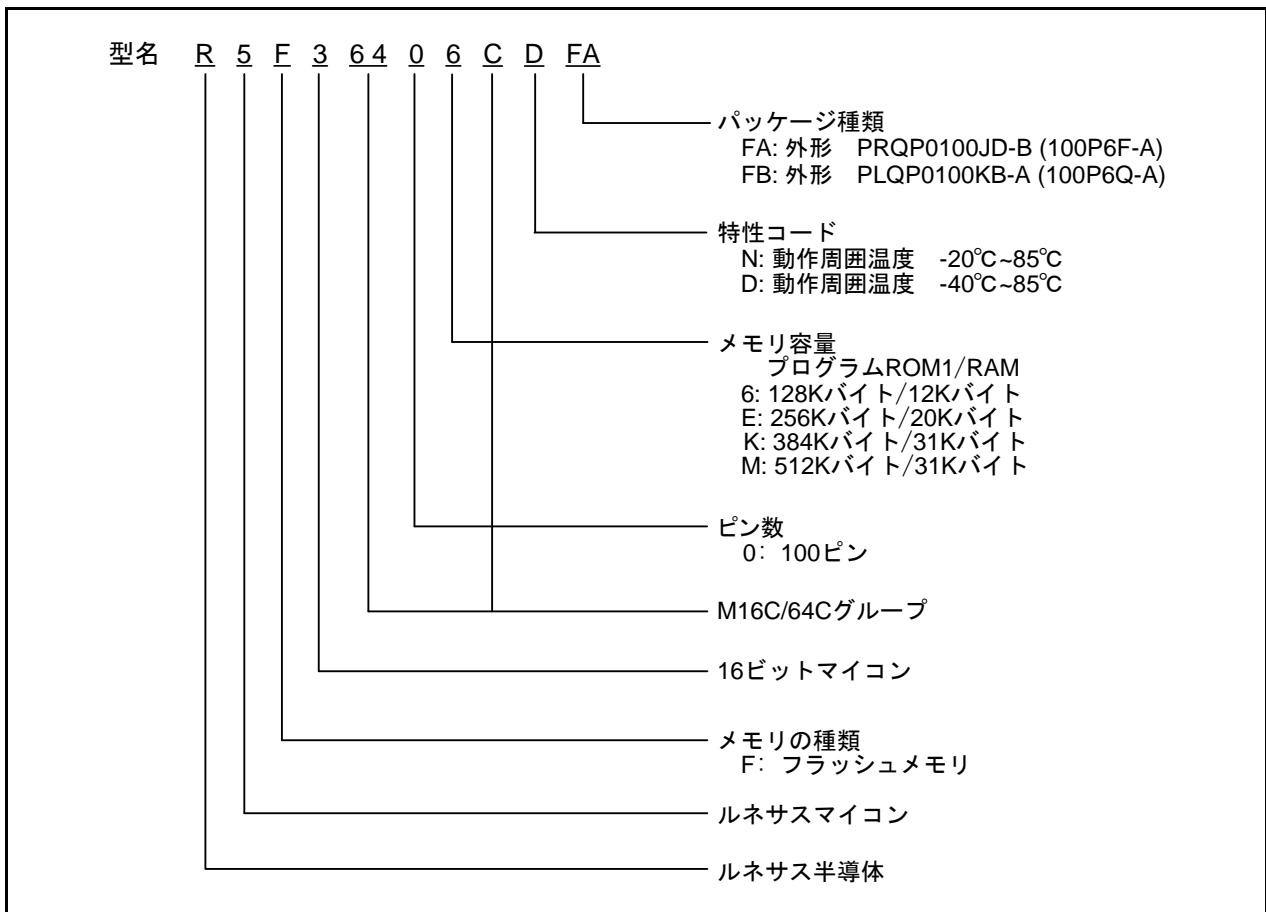 型名 R 5 F 3 64 0 6 C D FA
パッケージ種類
FA: 外形 PRQP0100JD-B (100P6F-A)
FB: 外形 PLQP0100KB-A (100P6Q-A)
特性コード
N: 動作周囲温度 -20℃~85℃
D: 動作周囲温度 -40℃~85℃
メモリ容量
プログラムROM1/RAM
6: 128Kバイト/12Kバイト
E: 256Kバイト/20Kバイト
K: 384Kバイト/31Kバイト
M: 512Kバイト/31Kバイト
ピン数
0: 100ピン
M16C/64Cグループ
16ビットマイコン
メモリの種類
F: フラッシュメモリ
ルネサスマイコン
ルネサス半導体